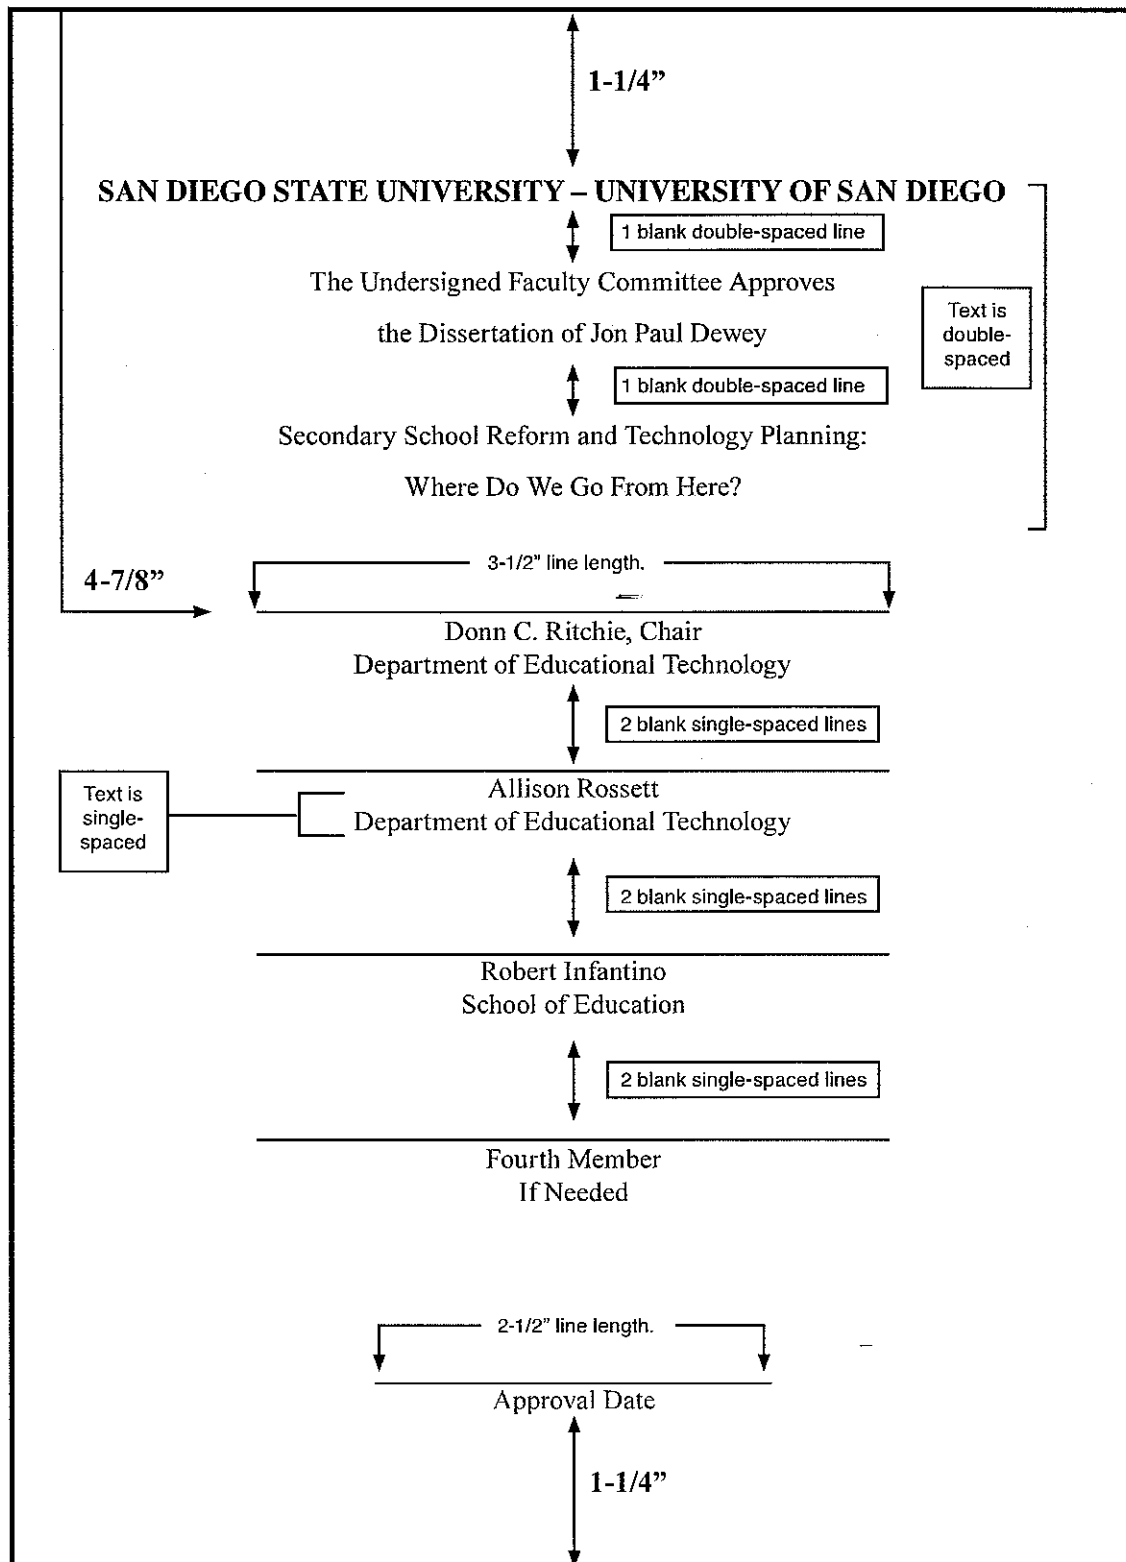 1-1/4”
SAN DIEGO STATE UNIVERSITY – UNIVERSITY OF SAN DIEGO
1 blank double-spaced line
The Undersigned Faculty Committee Approves
the Dissertation of Jon Paul Dewey
Text is
double-
spaced
1 blank double-spaced line
Secondary School Reform and Technology Planning:
Where Do We Go From Here?
3-1/2” line length.
4-7/8”
Donn C. Ritchie, Chair
Department of Educational Technology
2 blank single-spaced lines
Text is
single-
spaced
Allison Rossett
Department of Educational Technology
2 blank single-spaced lines
Robert Infantino
School of Education
2 blank single-spaced lines
Fourth Member
If Needed
2-1/2” line length.
Approval Date
1-1/4”